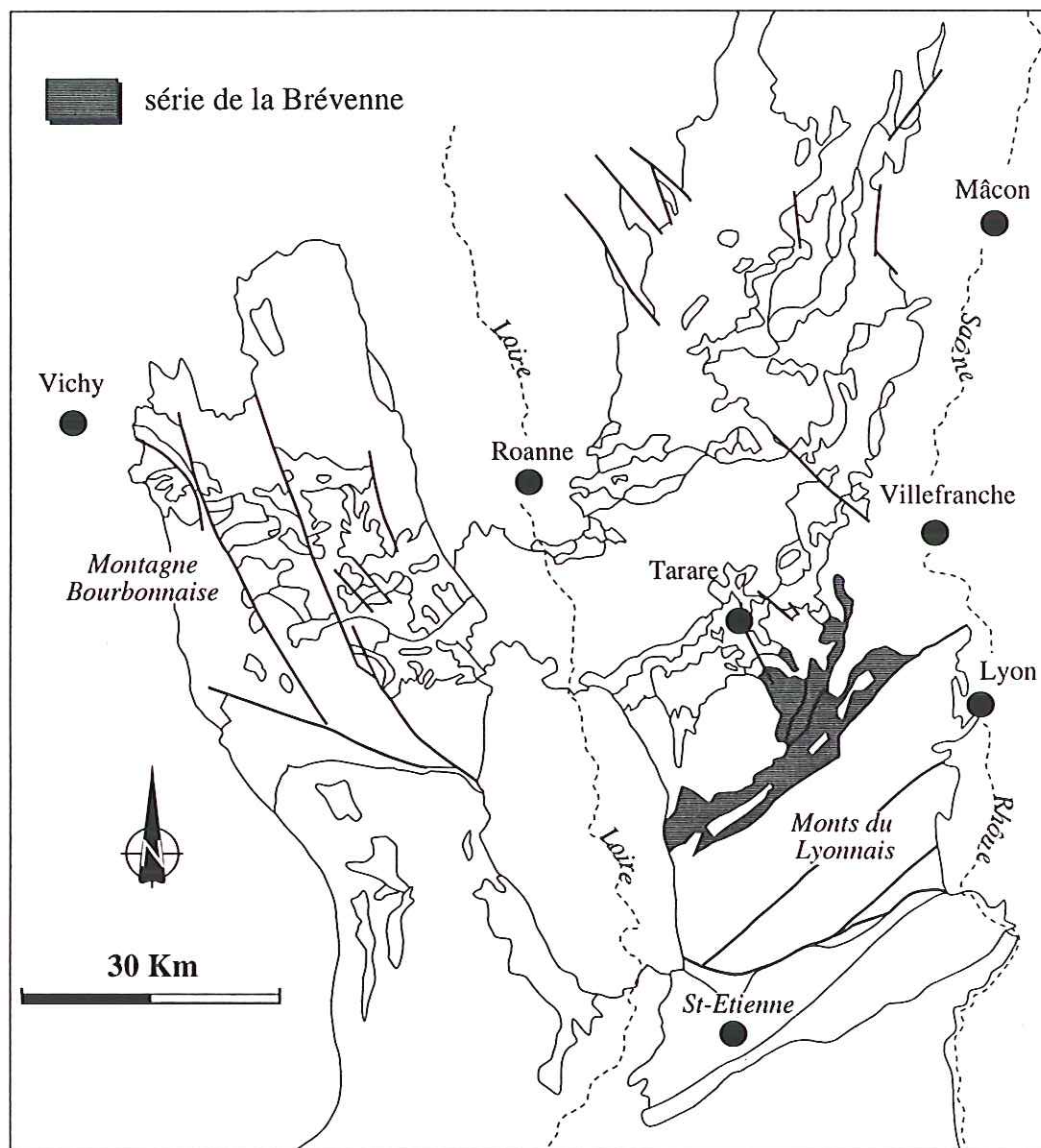 série de la Brévenne
Mâcon
Loire
Saône
Vichy
Roanne
Villefranche
Montagne
Bourbonnaise
Tarare
Lyon
N
Loire
Monts du
Lyonnais
Rhône
30 Km
St-Etienne